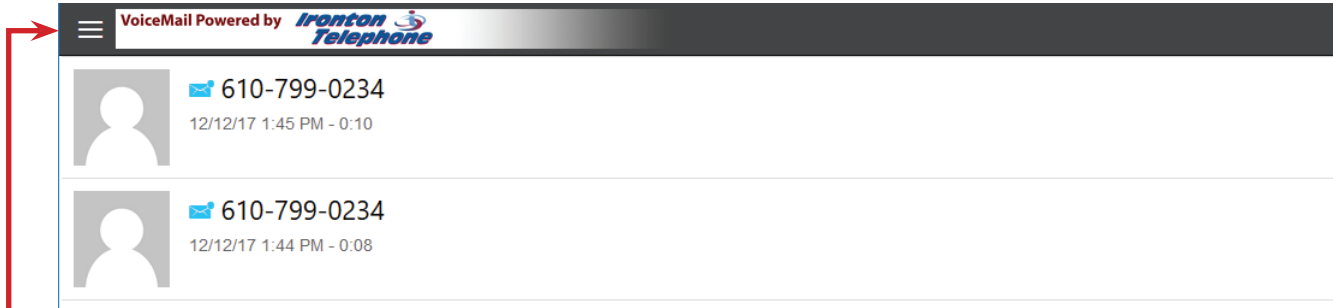 VoiceMail Powered by Ironton
Telephone
610-799-0234
12/12/17 1:45 PM - 0:10
610-799-0234
12/12/17 1:44 PM - 0:08